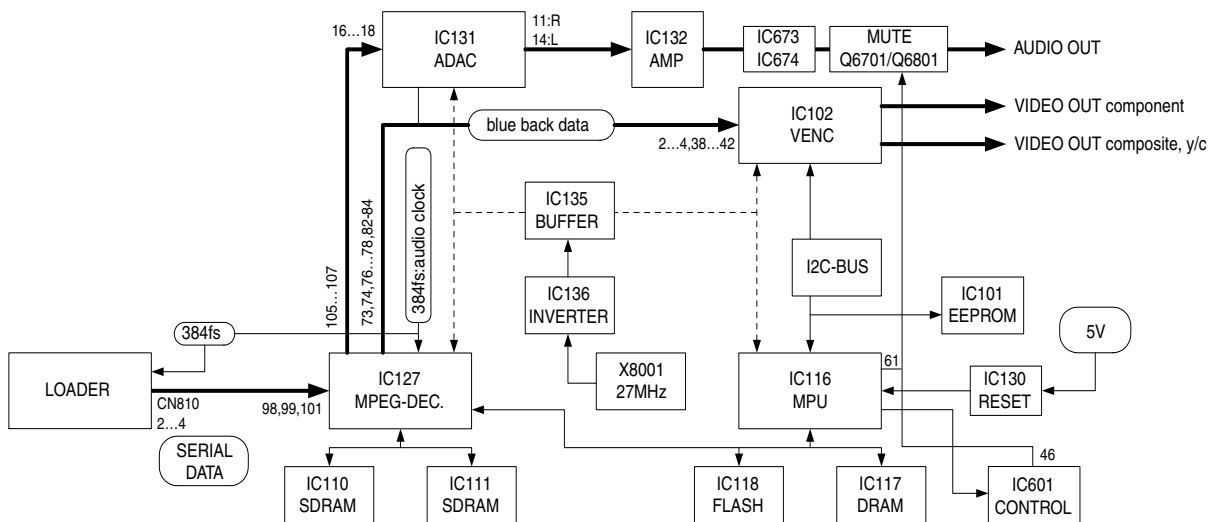 16...18
IC131
ADAC
11:R
14:L
IC132
AMP
IC673
IC674
MUTE
Q6701/Q6801
AUDIO OUT
blue back data
2...4,38...42
IC102
VENC
VIDEO OUT component
VIDEO OUT composite, y/c
105...107
73,74,76...78,82-84
384fs:audio clock
IC135
BUFFER
IC136
INVERTER
X8001
27MHz
I2C-BUS
IC101
EEPROM
5V
384fs
LOADER
CN810
2...4
SERIAL
DATA
98,99,101
IC127
MPEG-DEC.
IC116
MPU
61
IC130
RESET
IC110
SDRAM
IC111
SDRAM
IC118
FLASH
IC117
DRAM
46
IC601
CONTROL